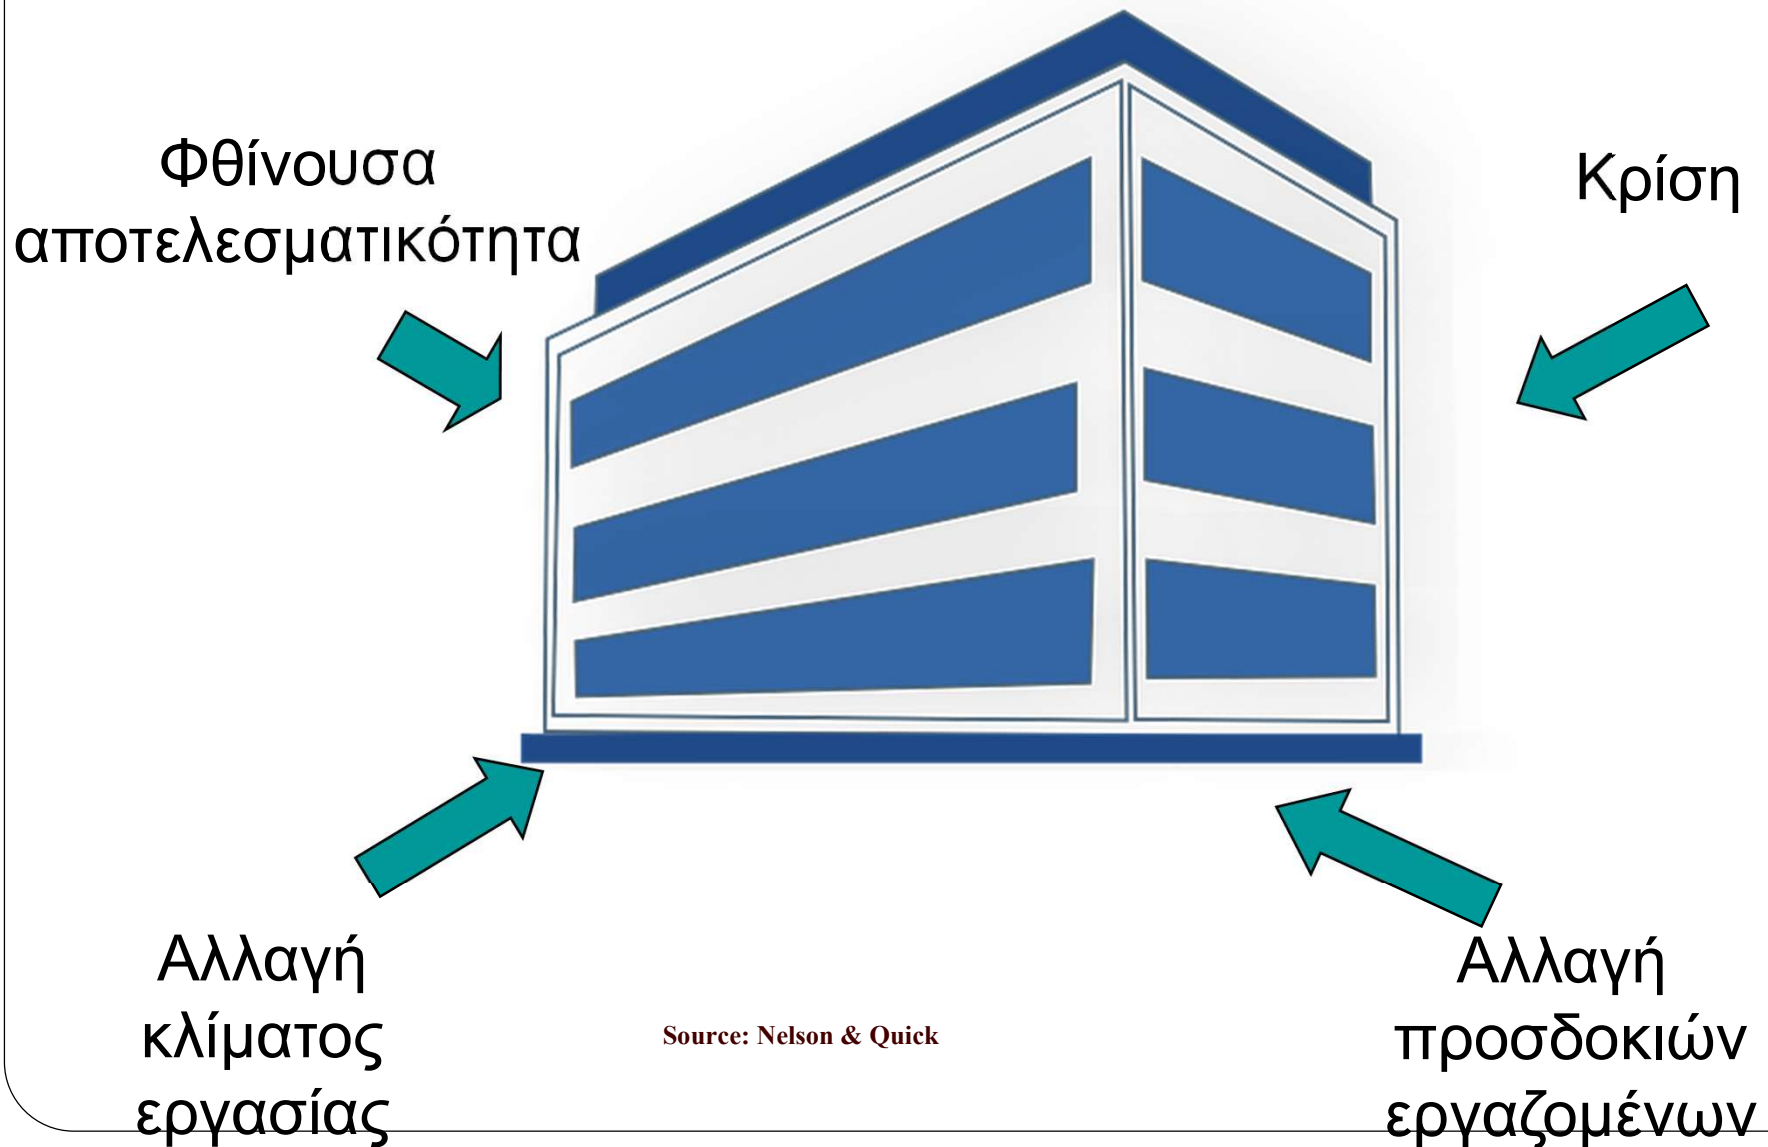 Φθίνουσα
αποτελεσματικότητα
Κρίση
Αλλαγή
κλίματος
εργασίας
Source: Nelson & Quick
Αλλαγή
προσδοκιών
εργαζομένων